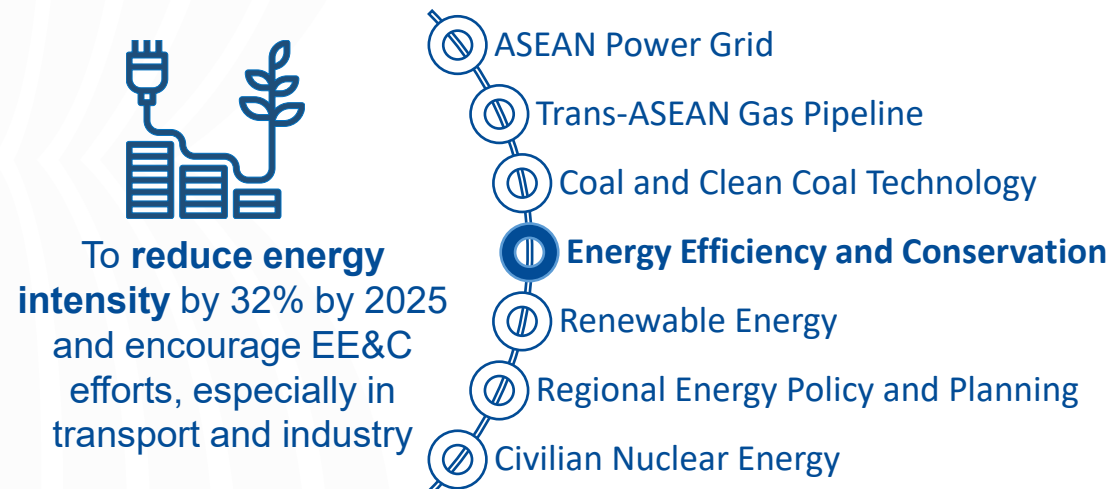 To reduce energy
intensity by 32% by 2025
and encourage EE&C
efforts, especially in
transport and industry
ASEAN Power Grid
Trans-ASEAN Gas Pipeline
Coal and Clean Coal Technology
Energy Efficiency and Conservation
Renewable Energy
Regional Energy Policy and Planning
Civilian Nuclear Energy